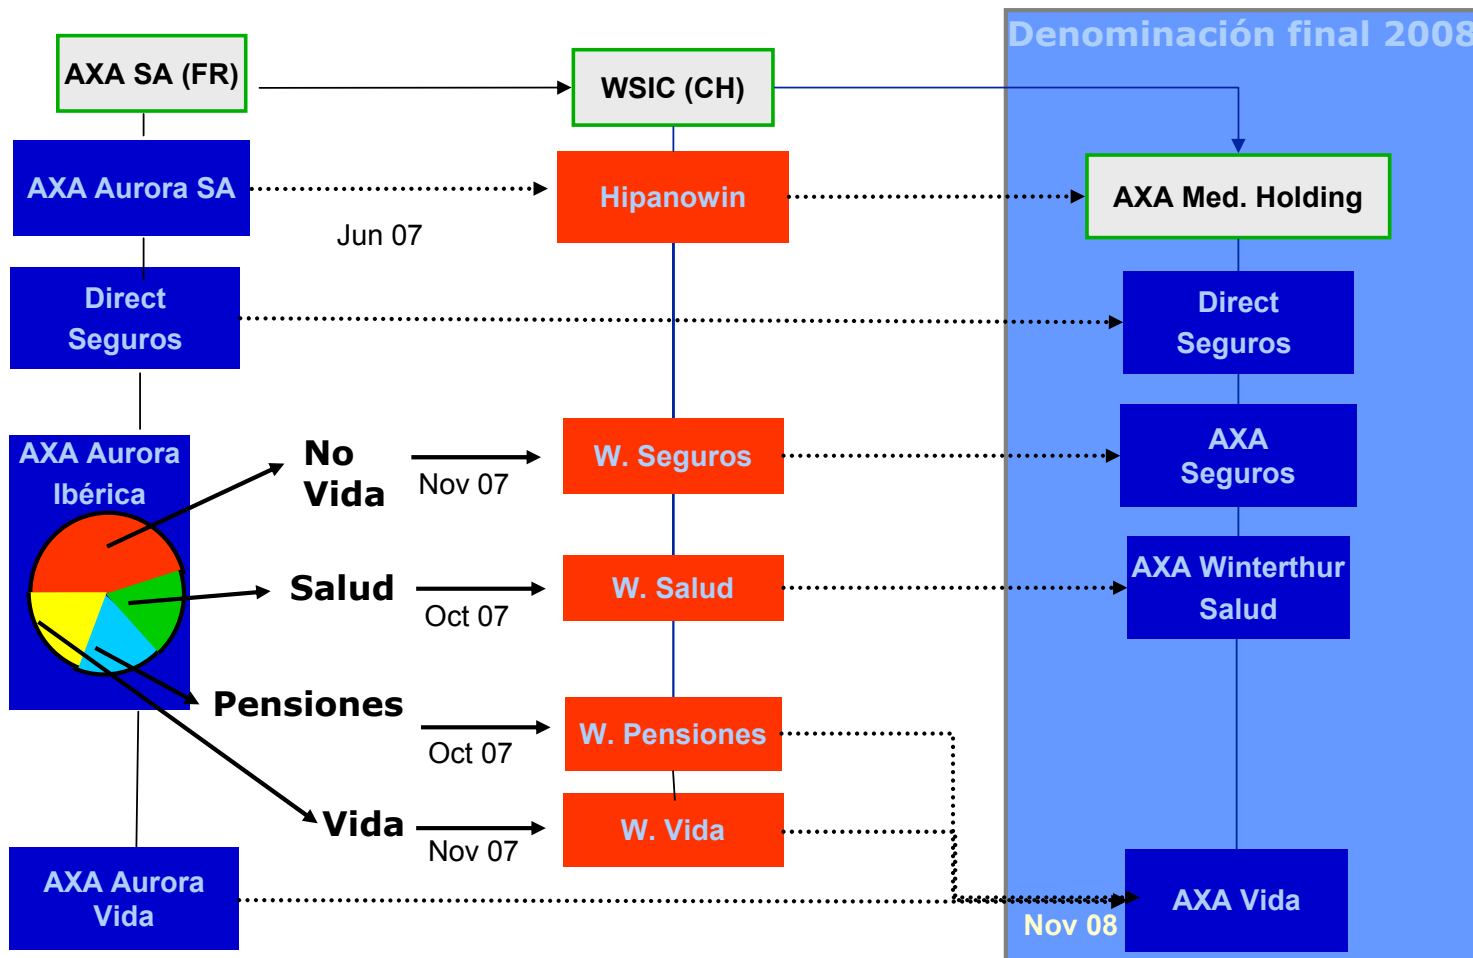 Denominación final 2008
AXA SA (FR)
WSIC (CH)
AXA Aurora SA
Jun 07
Hipanowin
AXA Med. Holding
Direct
Seguros
Direct
Seguros
AXA Aurora
Ibérica
No
Vida
Nov 07
W. Seguros
AXA
Seguros
Salud
Oct 07
W. Salud
AXA Winterthur
Salud
Pensiones
Oct 07
W. Pensiones
Vida
Nov 07
W. Vida
AXA Aurora
Vida
Nov 08
AXA Vida